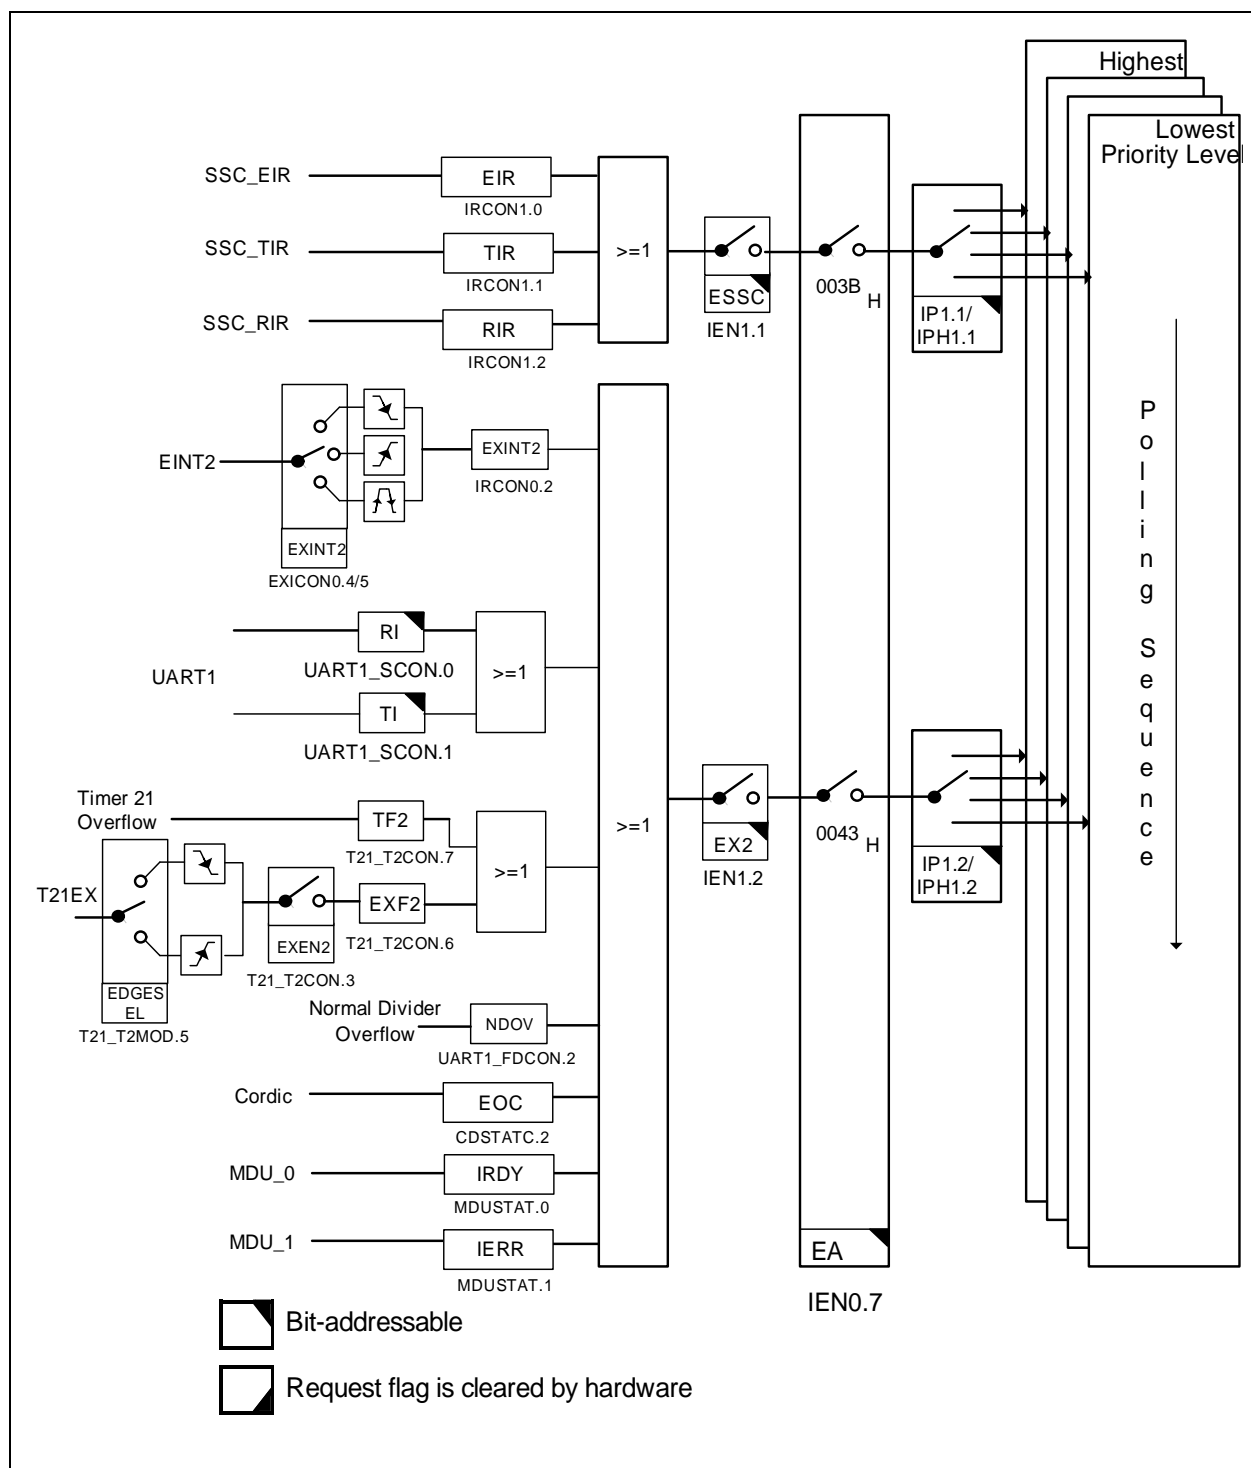 Highest
Lowest
Priority Level
SSC_EIR
EIR
IRCON1.0
SSC_TIR
TIR
IRCON1.1
SSC_RIR
RIR
IRCON1.2
>=1
ESSC
IEN1.1
003B H
IP1.1/
IPH1.1
EINT2
EXINT2
EXICON0.4/5
EXINT2
IRCON0.2
UART1
RI
UART1_SCON.0
TI
UART1_SCON.1
>=1
Timer 21
Overflow
TF2
T21_T2CON.7
T21EX
EDGES
EL
T21_T2MOD.5
EXEN2
T21_T2CON.3
EXF2
T21_T2CON.6
>=1
Normal Divider
Overflow
NDOV
UART1_FDCON.2
Cordic
EOC
CDSTATC.2
MDU_0
IRDY
MDUSTAT.0
MDU_1
IERR
MDUSTAT.1
>=1
EX2
IEN1.2
0043 H
IP1.2/
IPH1.2
EA
IEN0.7
Polling Sequence
Bit-addressable
Request flag is cleared by hardware